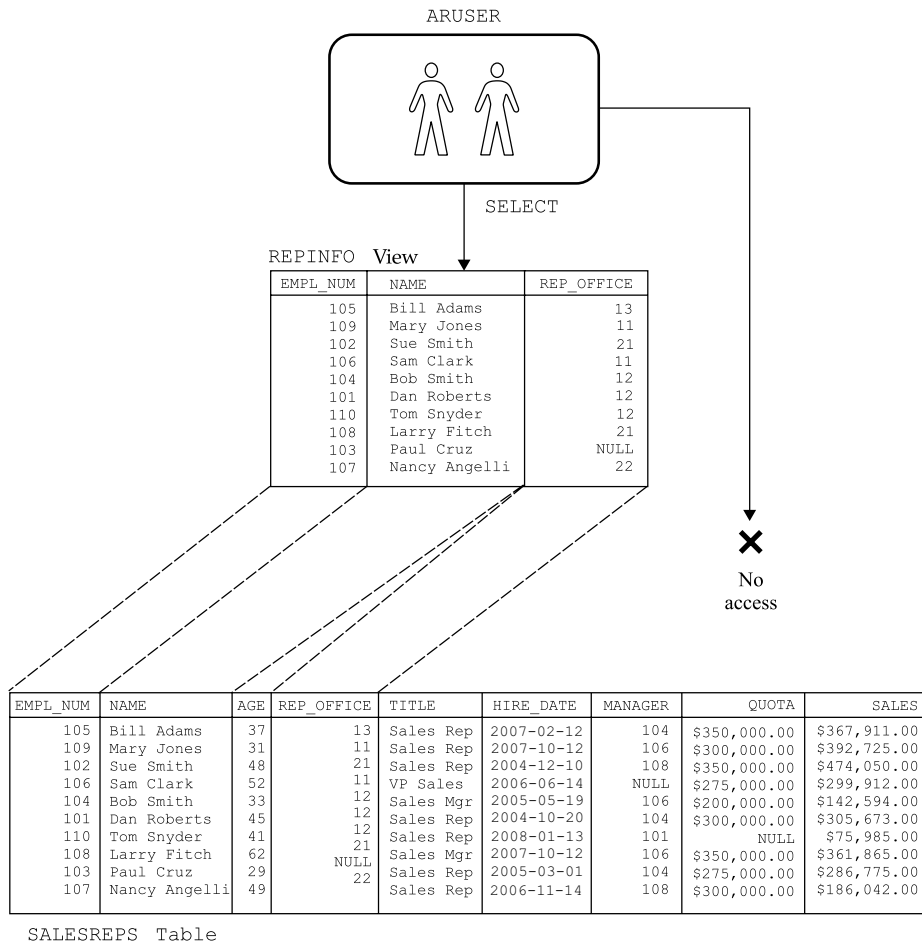 ARUSER
SELECT
REPINFO View
EMPL_NUM NAME REP_OFFICE
105 Bill Adams 13
109 Mary Jones 11
102 Sue Smith 21
106 Sam Clark 11
104 Bob Smith 12
101 Dan Roberts 12
110 Tom Snyder 12
108 Larry Fitch 21
103 Paul Cruz NULL
107 Nancy Angelli 22
No
access
EMPL_NUM NAME AGE REP_OFFICE TITLE HIRE_DATE MANAGER QUOTA SALES
105 Bill Adams 37 13 Sales Rep 2007-02-12 104 $350,000.00 $367,911.00
109 Mary Jones 31 11 Sales Rep 2007-10-12 106 $300,000.00 $392,725.00
102 Sue Smith 48 21 Sales Rep 2004-12-10 108 $350,000.00 $474,050.00
106 Sam Clark 52 11 VP Sales 2006-06-14 NULL $275,000.00 $299,912.00
104 Bob Smith 33 12 Sales Mgr 2005-05-19 106 $200,000.00 $142,594.00
101 Dan Roberts 45 12 Sales Rep 2004-10-20 104 $300,000.00 $305,673.00
110 Tom Snyder 41 12 Sales Rep 2008-01-13 101 NULL $75,985.00
108 Larry Fitch 62 21 Sales Mgr 2007-10-12 106 $350,000.00 $361,865.00
103 Paul Cruz 29 NULL Sales Rep 2005-03-01 104 $275,000.00 $286,775.00
107 Nancy Angelli 49 22 Sales Rep 2006-11-14 108 $300,000.00 $186,042.00
SALESREPS Table